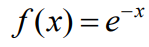 f(x) = e^{-x}